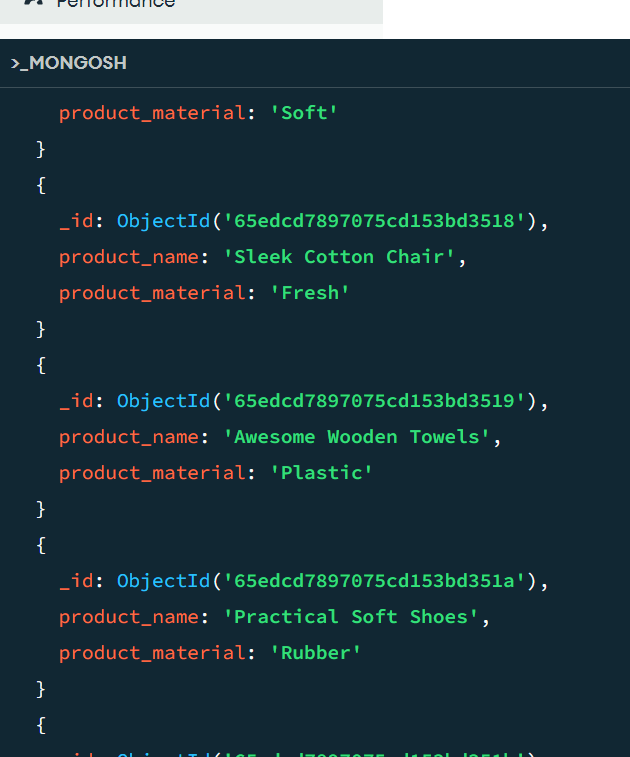 Performance
>_MONGOSH
product_material: 'Soft'
}
{
_id: ObjectId('65edcd7897075cd153bd3518'),
product_name: 'Sleek Cotton Chair',
product_material: 'Fresh'
}
{
_id: ObjectId('65edcd7897075cd153bd3519'),
product_name: 'Awesome Wooden Towels',
product_material: 'Plastic'
}
{
_id: ObjectId('65edcd7897075cd153bd351a'),
product_name: 'Practical Soft Shoes',
product_material: 'Rubber'
}
{